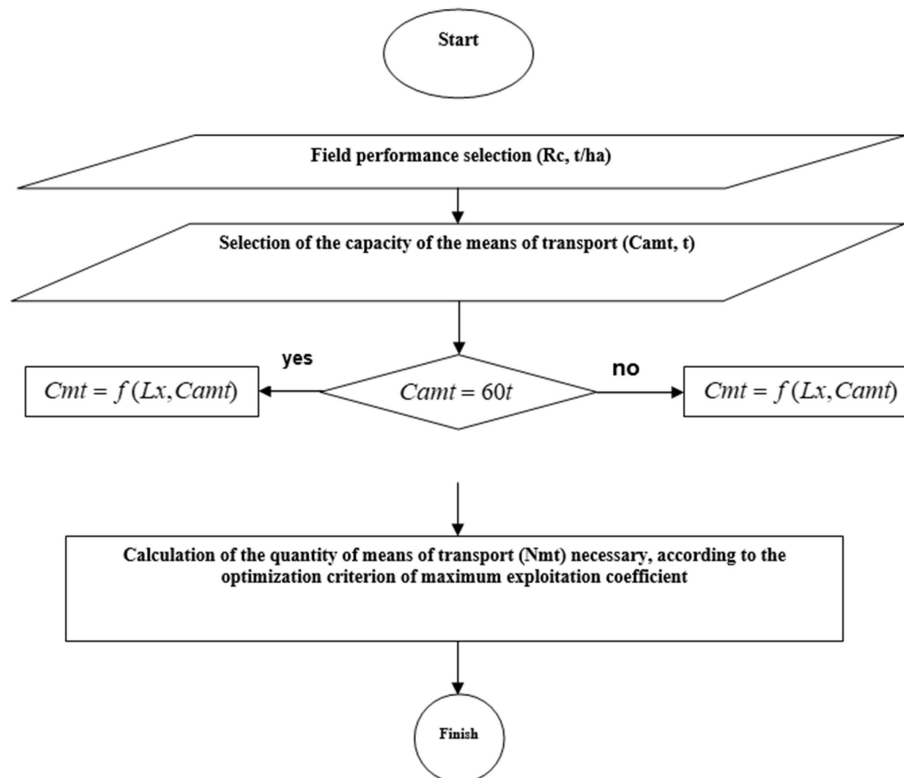 Start
Field performance selection (Rc, t/ha)
Selection of the capacity of the means of transport (Camt, t)
yes
no
Cmt = f(Lx,Camt)
Camt = 60t
Cmt = f(Lx,Camt)
Calculation of the quantity of means of transport (Nmt) necessary, according to the
optimization criterion of maximum exploitation coefficient
Finish